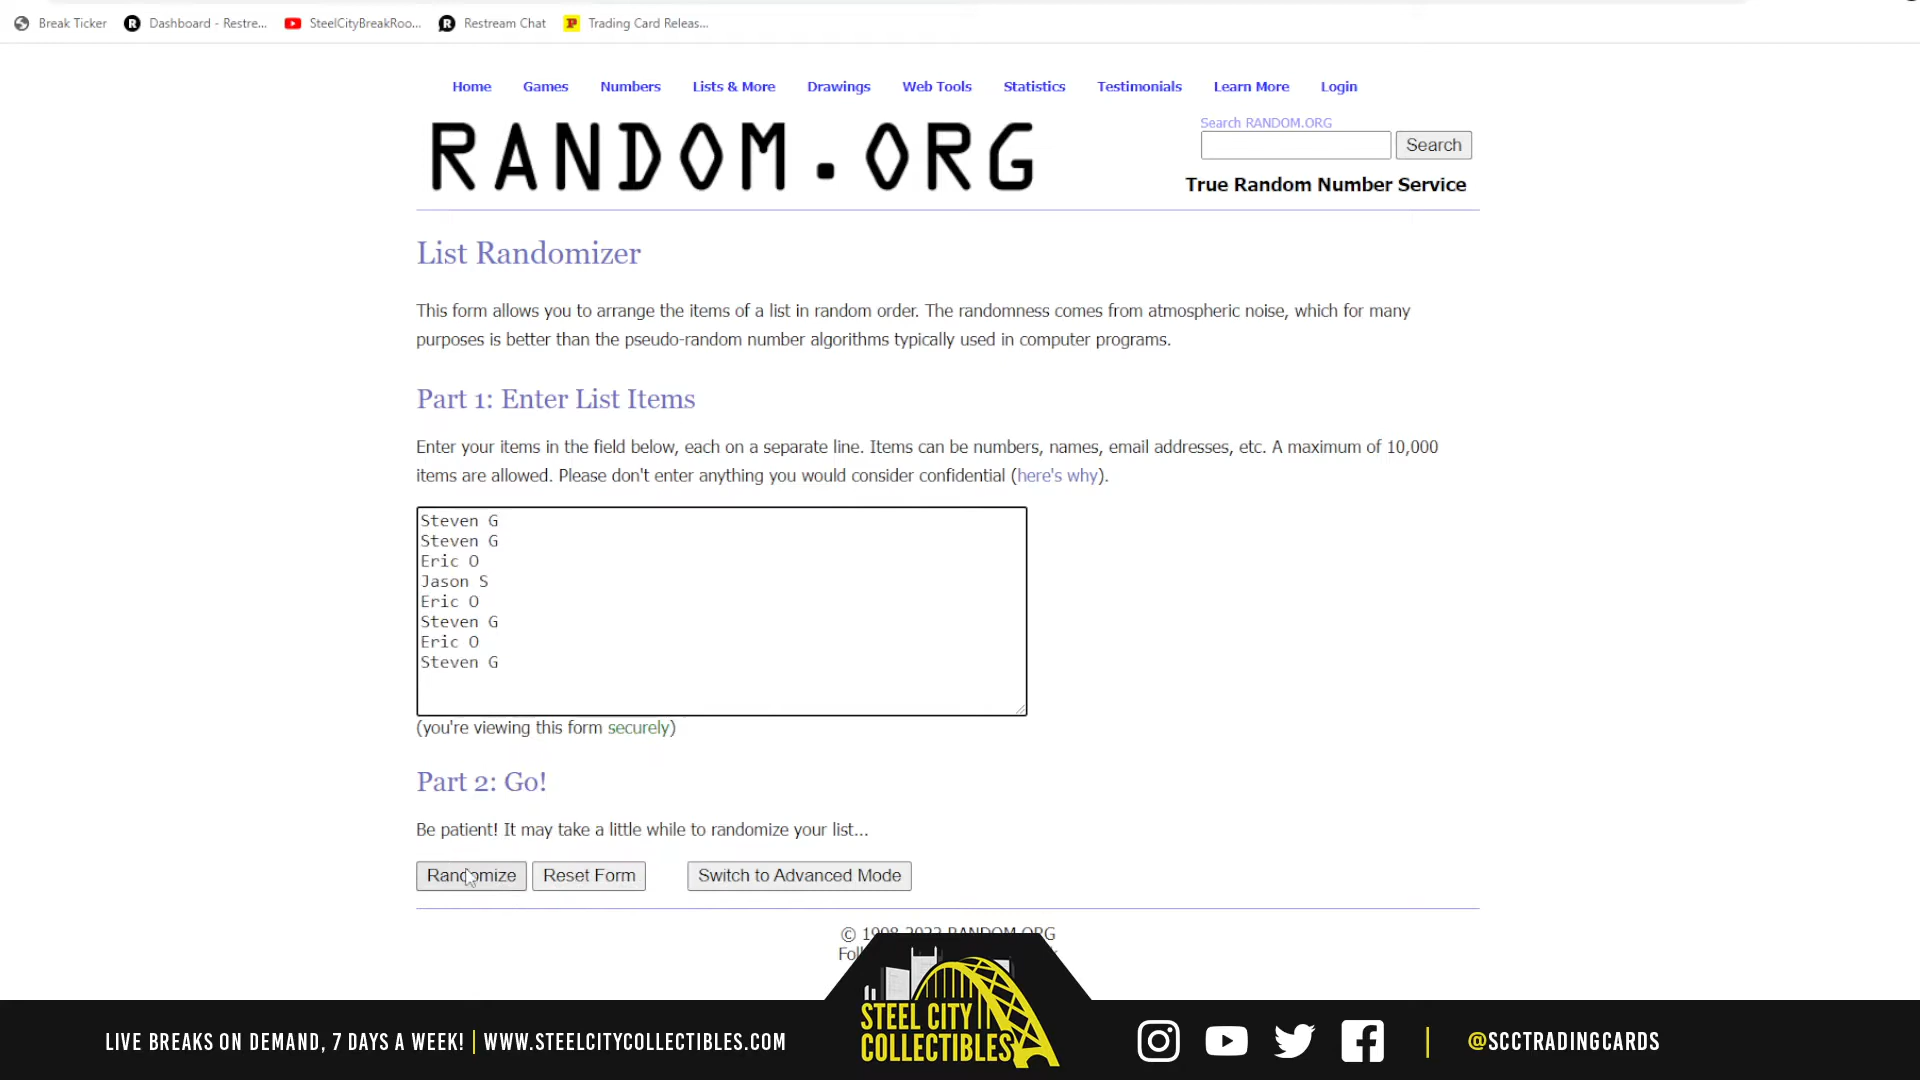 Break Ticker Dashboard - Restre... SteelCityBreakRoo... Restream Chat Trading Card Releas...
Home Games Numbers Lists & More Drawings Web Tools Statistics Testimonials Learn More Login
RANDOM.ORG
Search RANDOM.ORG
Search
True Random Number Service
List Randomizer
This form allows you to arrange the items of a list in random order. The randomness comes from atmospheric noise, which for many
purposes is better than the pseudo-random number algorithms typically used in computer programs.
Part 1: Enter List Items
Enter your items in the field below, each on a separate line. Items can be numbers, names, email addresses, etc. A maximum of 10,000
items are allowed. Please don't enter anything you would consider confidential (here's why).
Steven G
Steven G
Eric O
Jason S
Eric O
Steven G
Eric O
Steven G
(you're viewing this form securely)
Part 2: Go!
Be patient! It may take a little while to randomize your list...
Randomize Reset Form Switch to Advanced Mode
© RANDOM.ORG
STEEL CITY
COLLECTIBLES
LIVE BREAKS ON DEMAND, 7 DAYS A WEEK! | WWW.STEELCITYCOLLECTIBLES.COM
| @SCCTRADINGCARDS